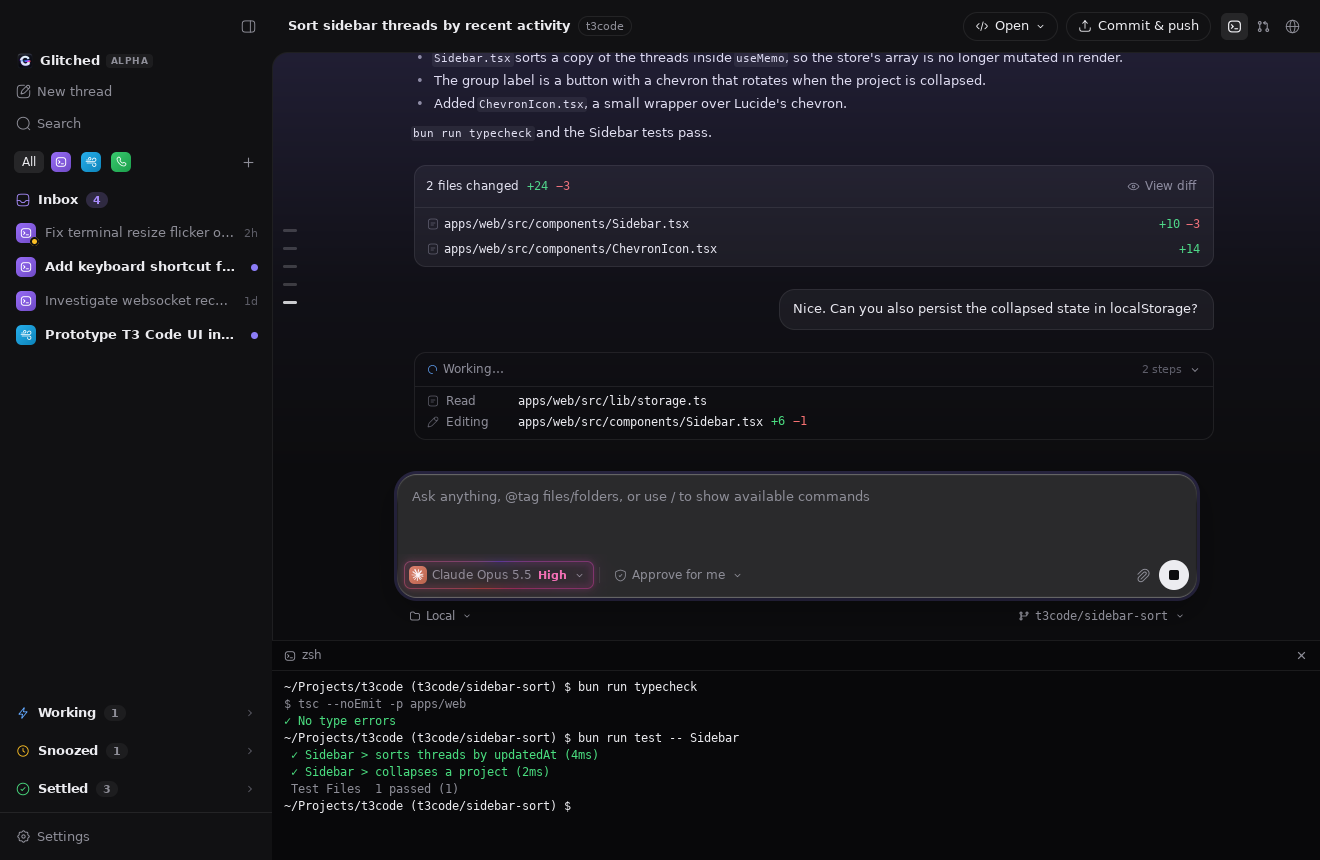 Glitched ALPHA
New thread
Search
All
Inbox 4
Fix terminal resize flicker o... 2h
Add keyboard shortcut f...
Investigate websocket rec... 1d
Prototype T3 Code UI in...
Working 1
Snoozed 1
Settled 3
Settings
Sort sidebar threads by recent activity t3code
Open
Commit & push
• Sidebar.tsx sorts a copy of the threads inside useMemo, so the store's array is no longer mutated in render.
• The group label is a button with a chevron that rotates when the project is collapsed.
• Added ChevronIcon.tsx, a small wrapper over Lucide's chevron.
bun run typecheck and the Sidebar tests pass.
2 files changed +24 −3 View diff
apps/web/src/components/Sidebar.tsx +10 −3
apps/web/src/components/ChevronIcon.tsx +14
Nice. Can you also persist the collapsed state in localStorage?
Working... 2 steps
Read apps/web/src/lib/storage.ts
Editing apps/web/src/components/Sidebar.tsx +6 −1
Ask anything, @tag files/folders, or use / to show available commands
Claude Opus 5.5 High
Approve for me
Local
t3code/sidebar-sort
zsh
~/Projects/t3code (t3code/sidebar-sort) $ bun run typecheck
$ tsc --noEmit -p apps/web
✓ No type errors
~/Projects/t3code (t3code/sidebar-sort) $ bun run test -- Sidebar
✓ Sidebar > sorts threads by updatedAt (4ms)
✓ Sidebar > collapses a project (2ms)
Test Files  1 passed (1)
~/Projects/t3code (t3code/sidebar-sort) $